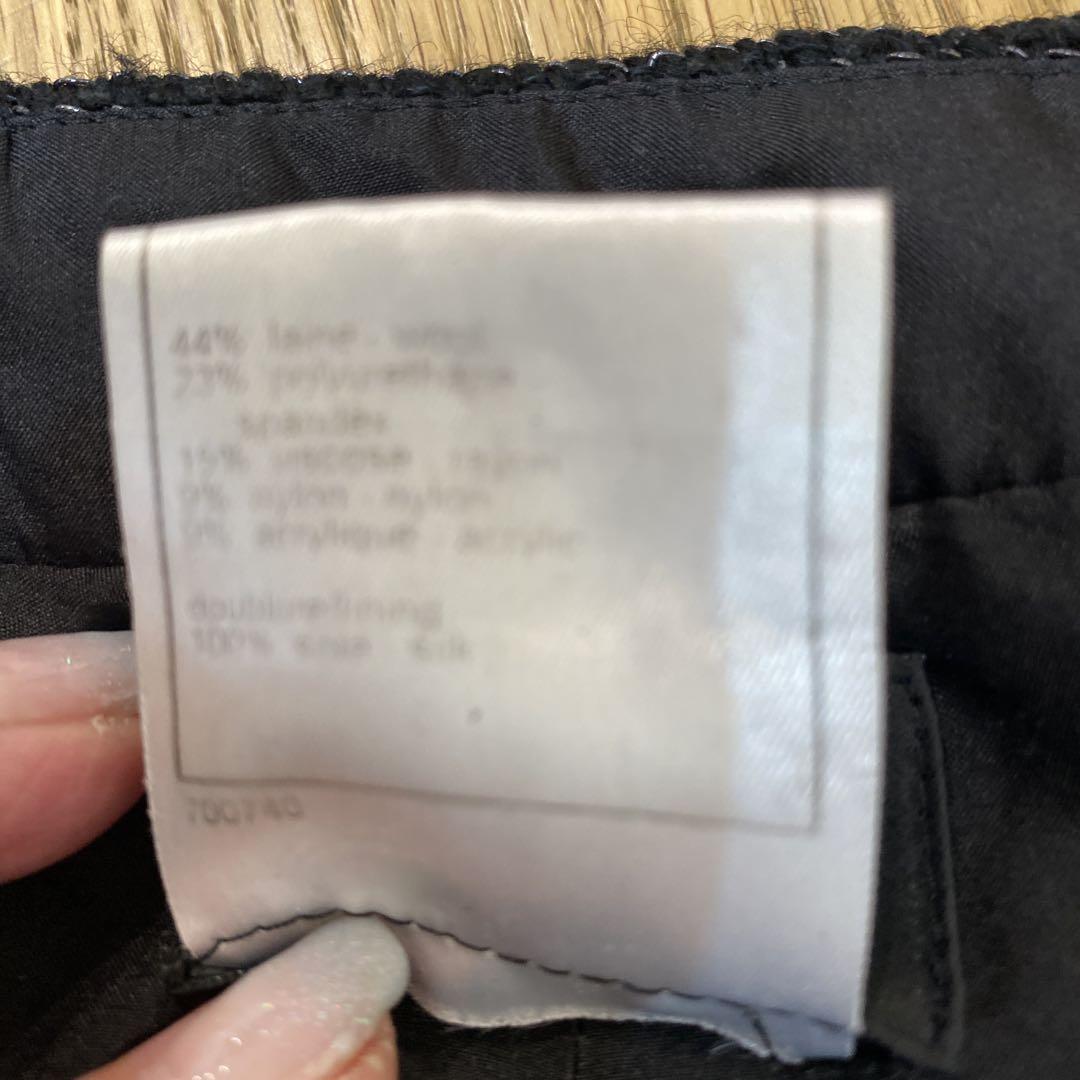 44% laine - wool
23% polyurethane
spandex
15% viscose - rayon
9% nylon - nylon
9% acrylique - acrylic
doublure/lining
100% soie - silk
700740